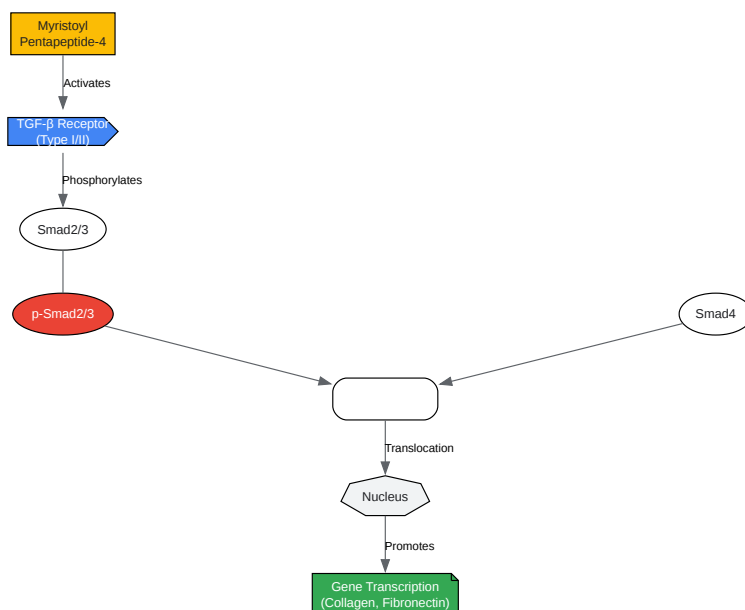 Myristoyl
Pentapeptide-4
Activates
TGF-β Receptor
(Type I/II)
Phosphorylates
Smad2/3
p-Smad2/3
Smad4
Translocation
Nucleus
Promotes
Gene Transcription
(Collagen, Fibronectin)